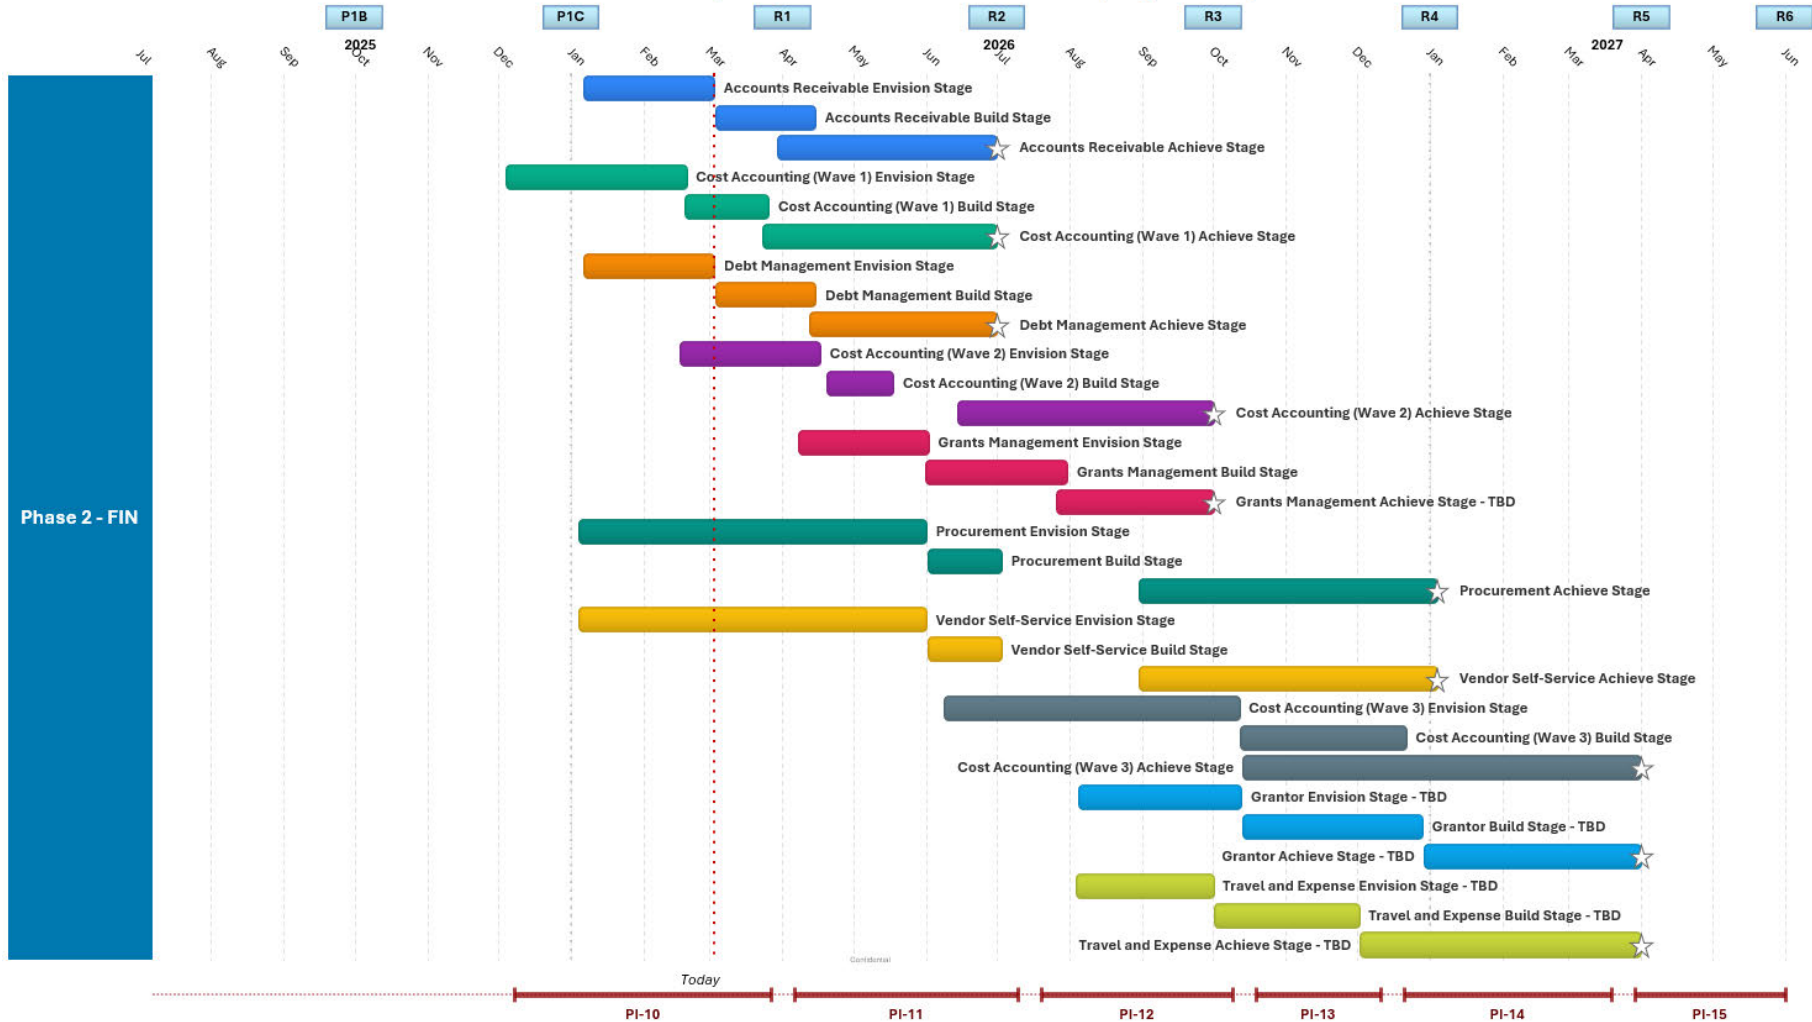 P1B P1C R1 R2 R3 R4 R5 R6
2025 2026 2027
Jul Aug Sep Oct Nov Dec Jan Feb Mar Apr May Jun Jul Aug Sep Oct Nov Dec Jan Feb Mar Apr May Jun
Accounts Receivable Envision Stage
Accounts Receivable Build Stage
Accounts Receivable Achieve Stage
Cost Accounting (Wave 1) Envision Stage
Cost Accounting (Wave 1) Build Stage
Cost Accounting (Wave 1) Achieve Stage
Debt Management Envision Stage
Debt Management Build Stage
Debt Management Achieve Stage
Cost Accounting (Wave 2) Envision Stage
Cost Accounting (Wave 2) Build Stage
Cost Accounting (Wave 2) Achieve Stage
Grants Management Envision Stage
Grants Management Build Stage
Grants Management Achieve Stage - TBD
Phase 2 - FIN
Procurement Envision Stage
Procurement Build Stage
Procurement Achieve Stage
Vendor Self-Service Envision Stage
Vendor Self-Service Build Stage
Vendor Self-Service Achieve Stage
Cost Accounting (Wave 3) Envision Stage
Cost Accounting (Wave 3) Build Stage
Cost Accounting (Wave 3) Achieve Stage
Grantor Envision Stage - TBD
Grantor Build Stage - TBD
Grantor Achieve Stage - TBD
Travel and Expense Envision Stage - TBD
Travel and Expense Build Stage - TBD
Travel and Expense Achieve Stage - TBD
Confidential
Today
PI-10 PI-11 PI-12 PI-13 PI-14 PI-15